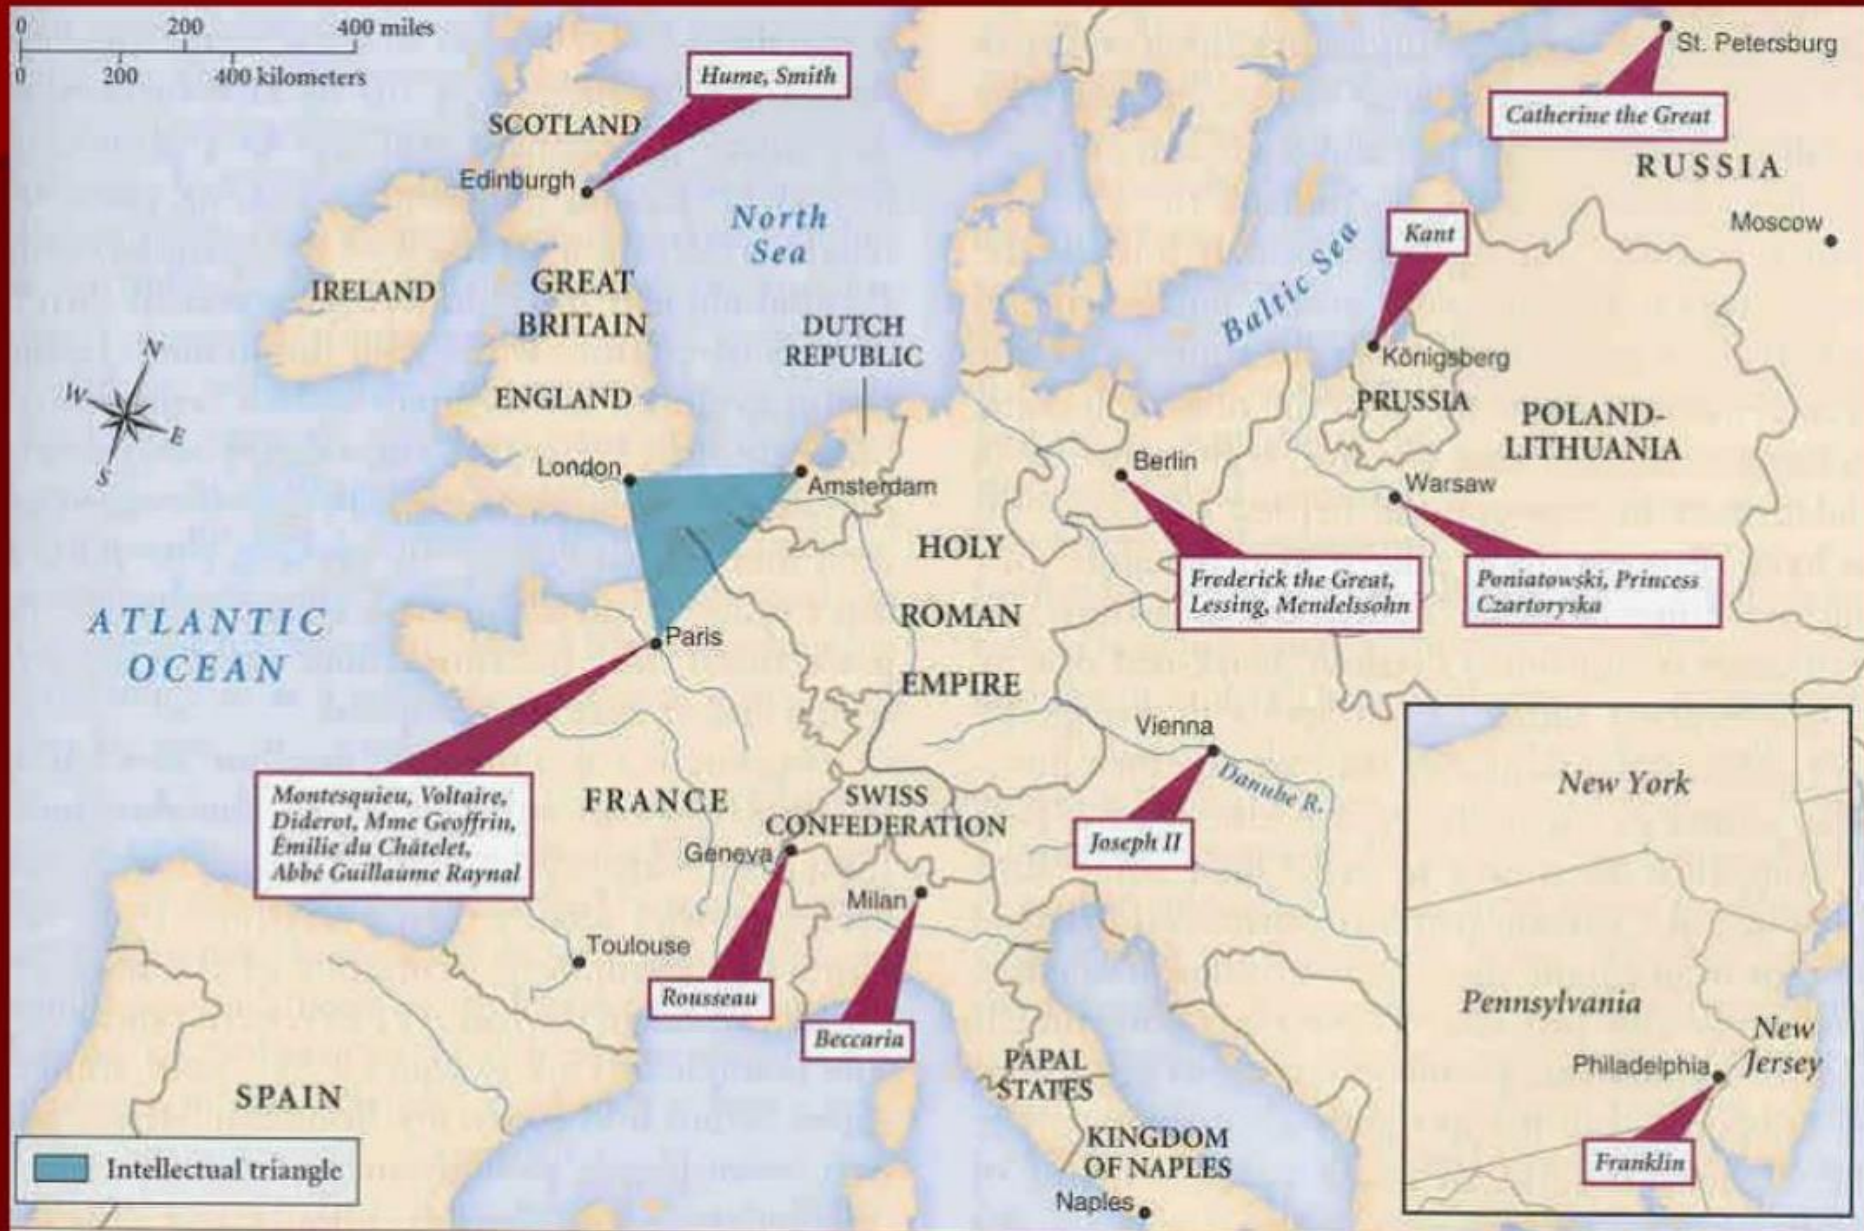 0 200 400 miles
0 200 400 kilometers
Hume, Smith
St. Petersburg
Catherine the Great
SCOTLAND
Edinburgh
RUSSIA
North
Sea
Moscow
Kant
Baltic Sea
IRELAND
GREAT
BRITAIN
DUTCH
REPUBLIC
Königsberg
N
W
E
S
ENGLAND
PRUSSIA
POLAND-
LITHUANIA
London
Amsterdam
Berlin
Warsaw
HOLY
ROMAN
EMPIRE
Frederick the Great,
Lessing, Mendelssohn
Poniatowski, Princess
Czartoryska
ATLANTIC
OCEAN
Paris
Vienna
Danube R.
New York
Montesquieu, Voltaire,
Diderot, Mme Geoffrin,
Émilie du Châtelet,
Abbé Guillaume Raynal
FRANCE
SWISS
CONFEDERATION
Joseph II
Geneva
Milan
Toulouse
Rousseau
Beccaria
Pennsylvania
New
Jersey
Philadelphia
PAPAL
STATES
SPAIN
KINGDOM
OF NAPLES
Naples
Franklin
Intellectual triangle